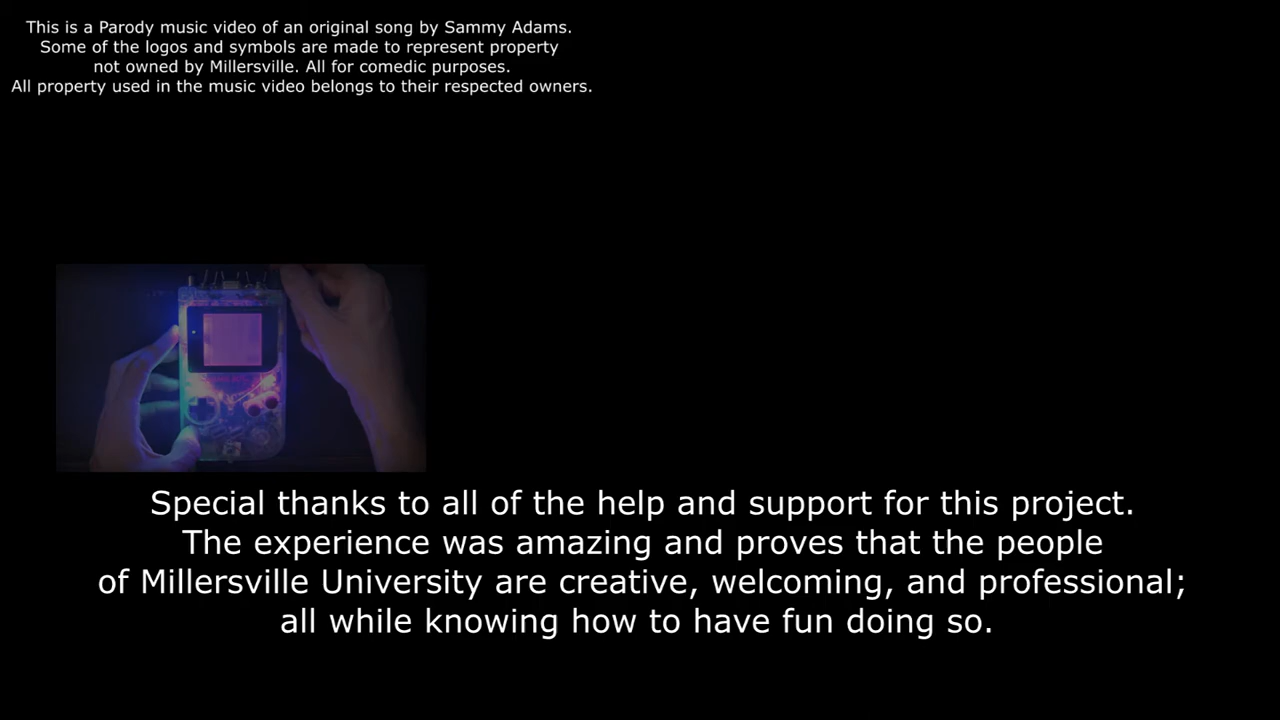 This is a Parody music video of an original song by Sammy Adams.
Some of the logos and symbols are made to represent property
not owned by Millersville. All for comedic purposes.
All property used in the music video belongs to their respected owners.
Special thanks to all of the help and support for this project.
The experience was amazing and proves that the people
of Millersville University are creative, welcoming, and professional;
all while knowing how to have fun doing so.